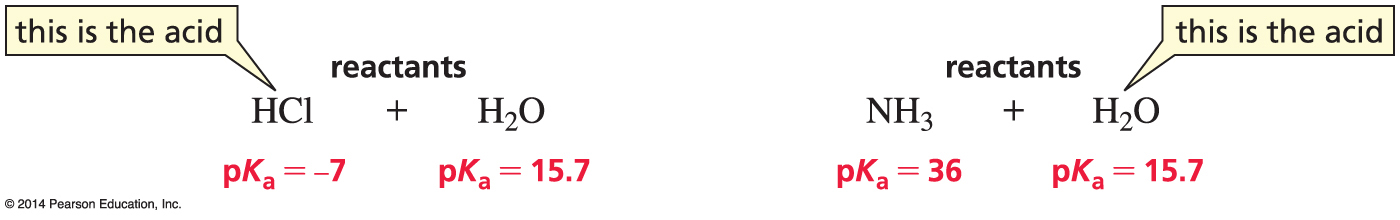 this is the acid
reactants
HCl + H₂O
pKₐ = –7 pKₐ = 15.7
this is the acid
reactants
NH₃ + H₂O
pKₐ = 36 pKₐ = 15.7
© 2014 Pearson Education, Inc.